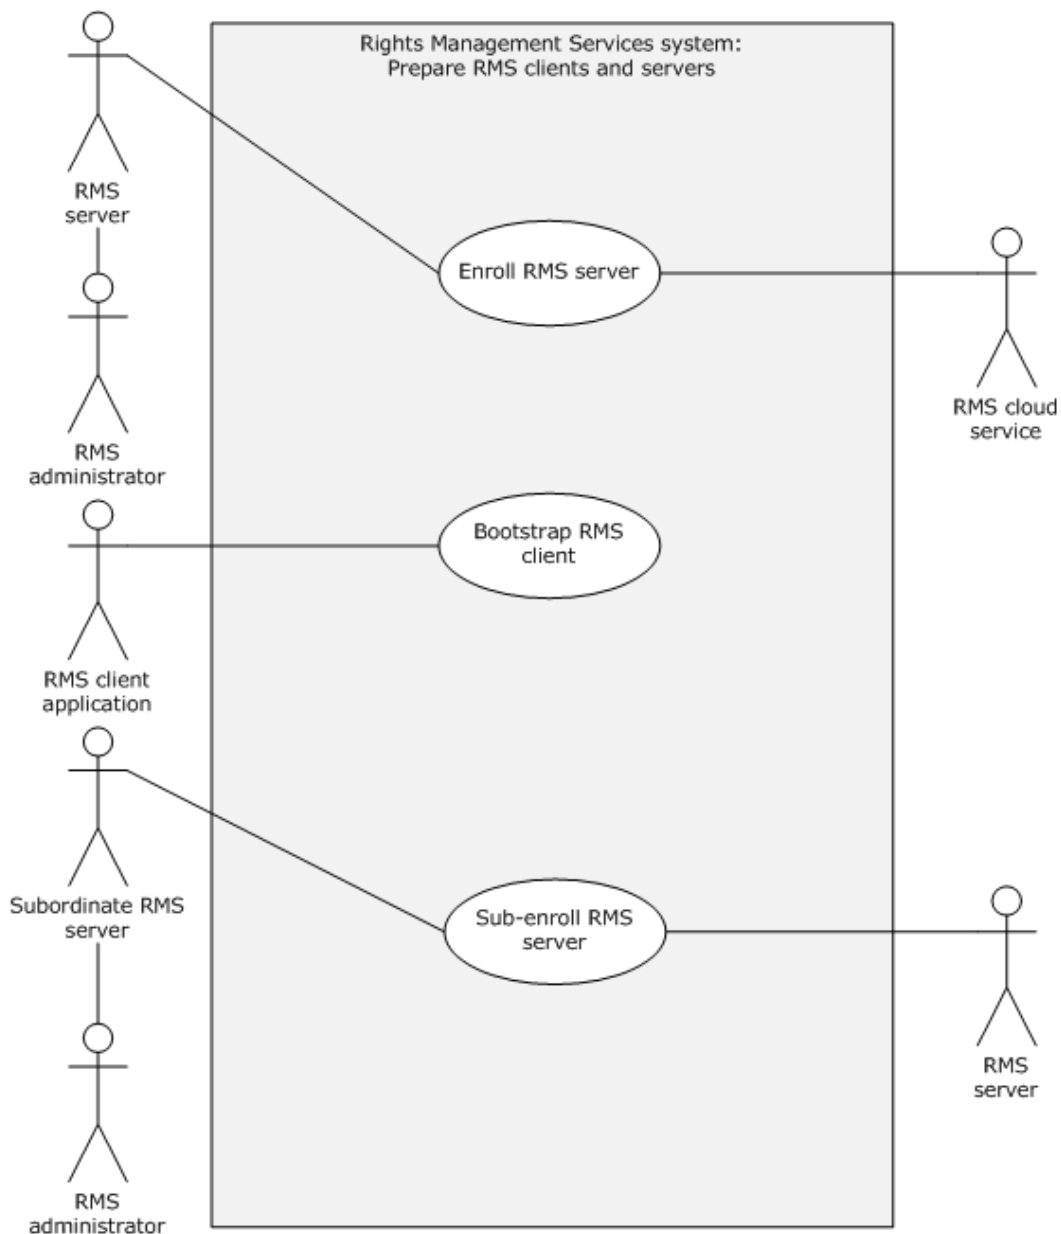 Rights Management Services system:
Prepare RMS clients and servers
RMS
server
Enroll RMS server
RMS cloud
service
RMS
administrator
Bootstrap RMS
client
RMS client
application
Subordinate RMS
server
Sub-enroll RMS
server
RMS
server
RMS
administrator